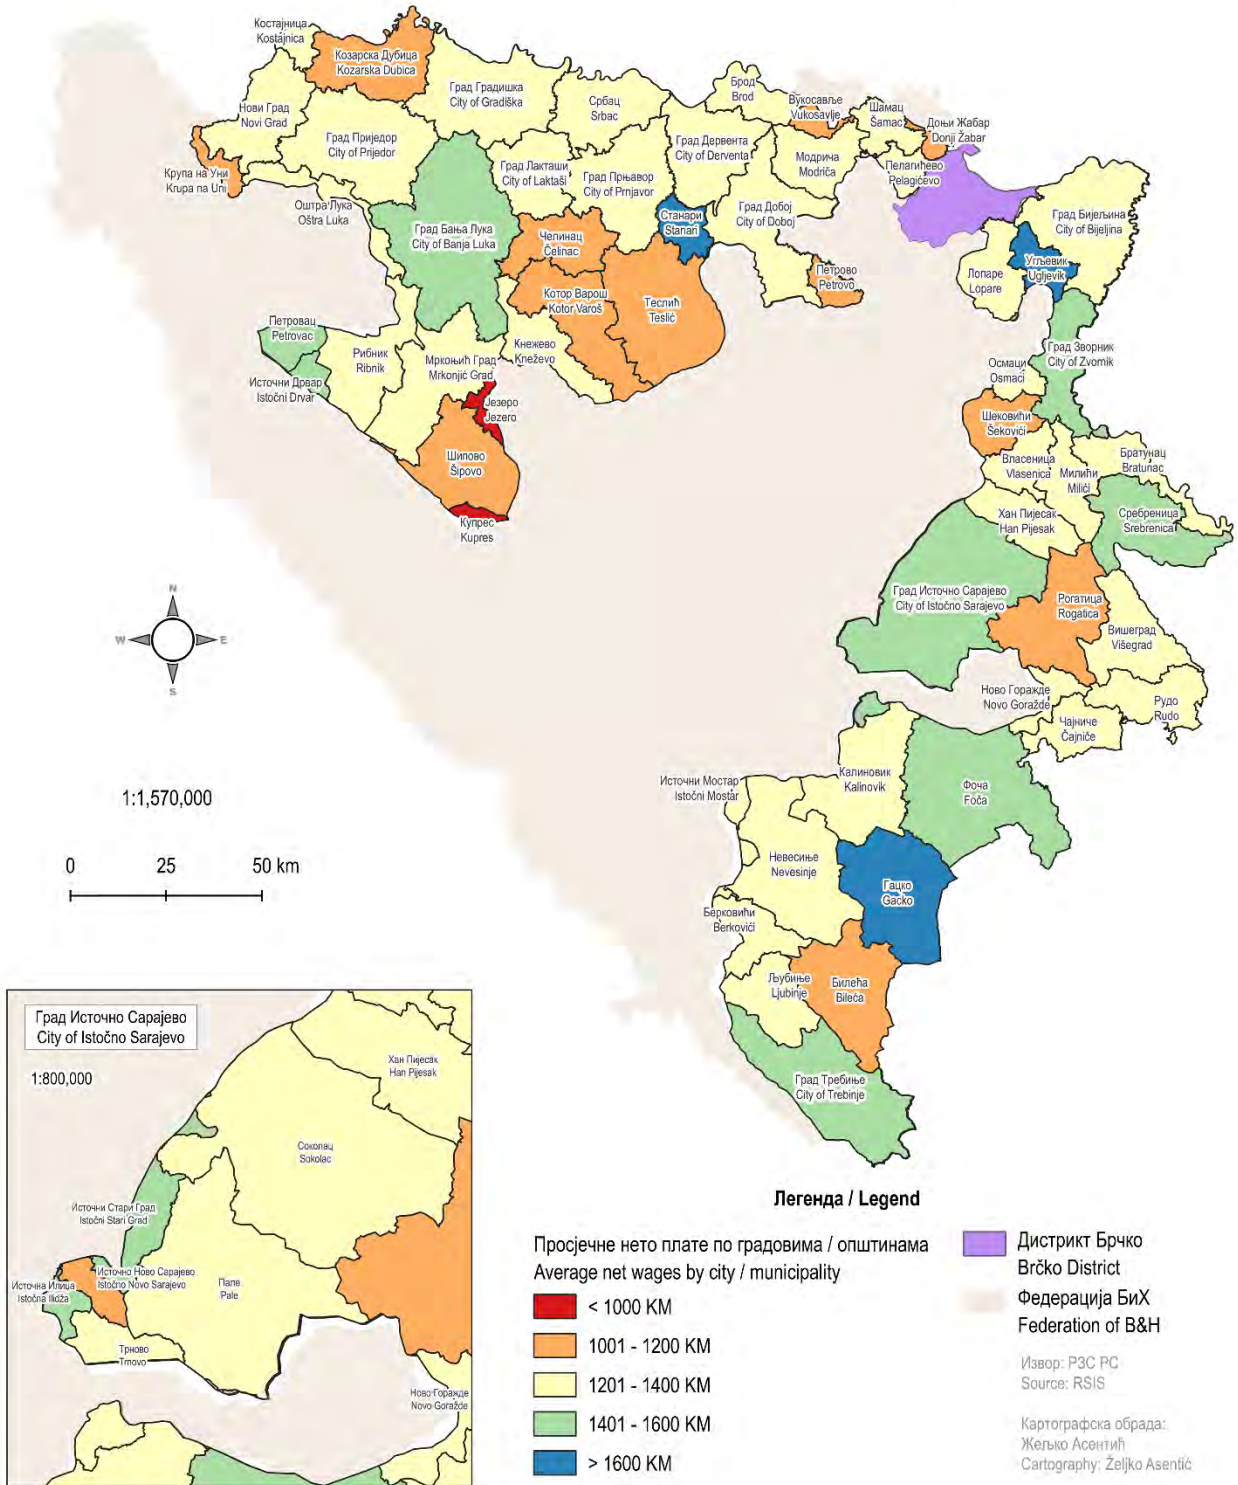 Костајница
Kostajnica
Козарска Дубица
Kozarska Dubica
Град Градишка
City of Gradiška
Србац
Srbac
Брод
Brod
Вукосавље
Vukosavlje
Шамац
Šamac
Доњи Жабар
Donji Žabar
Нови Град
Novi Grad
Град Приједор
City of Prijedor
Град Лакташи
City of Laktaši
Град Прњавор
City of Prnjavor
Град Дервента
City of Derventa
Модрича
Modriča
Пелагићево
Pelagićevo
Крупа на Уни
Krupa na Uni
Оштра Лука
Oštra Luka
Град Бања Лука
City of Banja Luka
Челинац
Čelinac
Станари
Stanari
Град Добој
City of Doboj
Град Бијељина
City of Bijeljina
Угљевик
Ugljevik
Лопаре
Lopare
Петрово
Petrovo
Котор Варош
Kotor Varoš
Теслић
Teslić
Петровац
Petrovac
Рибник
Ribnik
Мркоњић Град
Mrkonjić Grad
Кнежево
Kneževo
Град Зворник
City of Zvornik
Осмаци
Osmaci
Источни Дрвар
Istočni Drvar
Језеро
Jezero
Шековићи
Šekovići
Шипово
Šipovo
Власеница
Vlasenica
Милићи
Milići
Братунац
Bratunac
Купрес
Kupres
Хан Пијесак
Han Pijesak
Сребреница
Srebrenica
Град Источно Сарајево
City of Istočno Sarajevo
Рогатица
Rogatica
Вишеград
Višegrad
N
W
E
S
Ново Горажде
Novo Goražde
Рудо
Rudo
Чајниче
Čajniče
Источни Мостар
Istočni Mostar
Калиновик
Kalinovik
Фоча
Foča
1:1,570,000
0 25 50 km
Невесиње
Nevesinje
Гацко
Gacko
Берковићи
Berkovići
Љубиње
Ljubinje
Билећа
Bileća
Град Требиње
City of Trebinje
Град Источно Сарајево
City of Istočno Sarajevo
1:800,000
Хан Пијесак
Han Pijesak
Соколац
Sokolac
Источни Стари Град
Istočni Stari Grad
Источно Ново Сарајево
Istočno Novo Sarajevo
Источна Илиџа
Istočna Ilidža
Пале
Pale
Трново
Trnovo
Ново Горажде
Novo Goražde
Легенда / Legend
Просјечне нето плате по градовима / општинама
Average net wages by city / municipality
< 1000 KM
1001 - 1200 KM
1201 - 1400 KM
1401 - 1600 KM
> 1600 KM
Дистрикт Брчко
Brčko District
Федерација БиХ
Federation of B&H
Извор: РЗС РС
Source: RSIS
Картографска обрада:
Жељко Асентић
Cartography: Željko Asentić